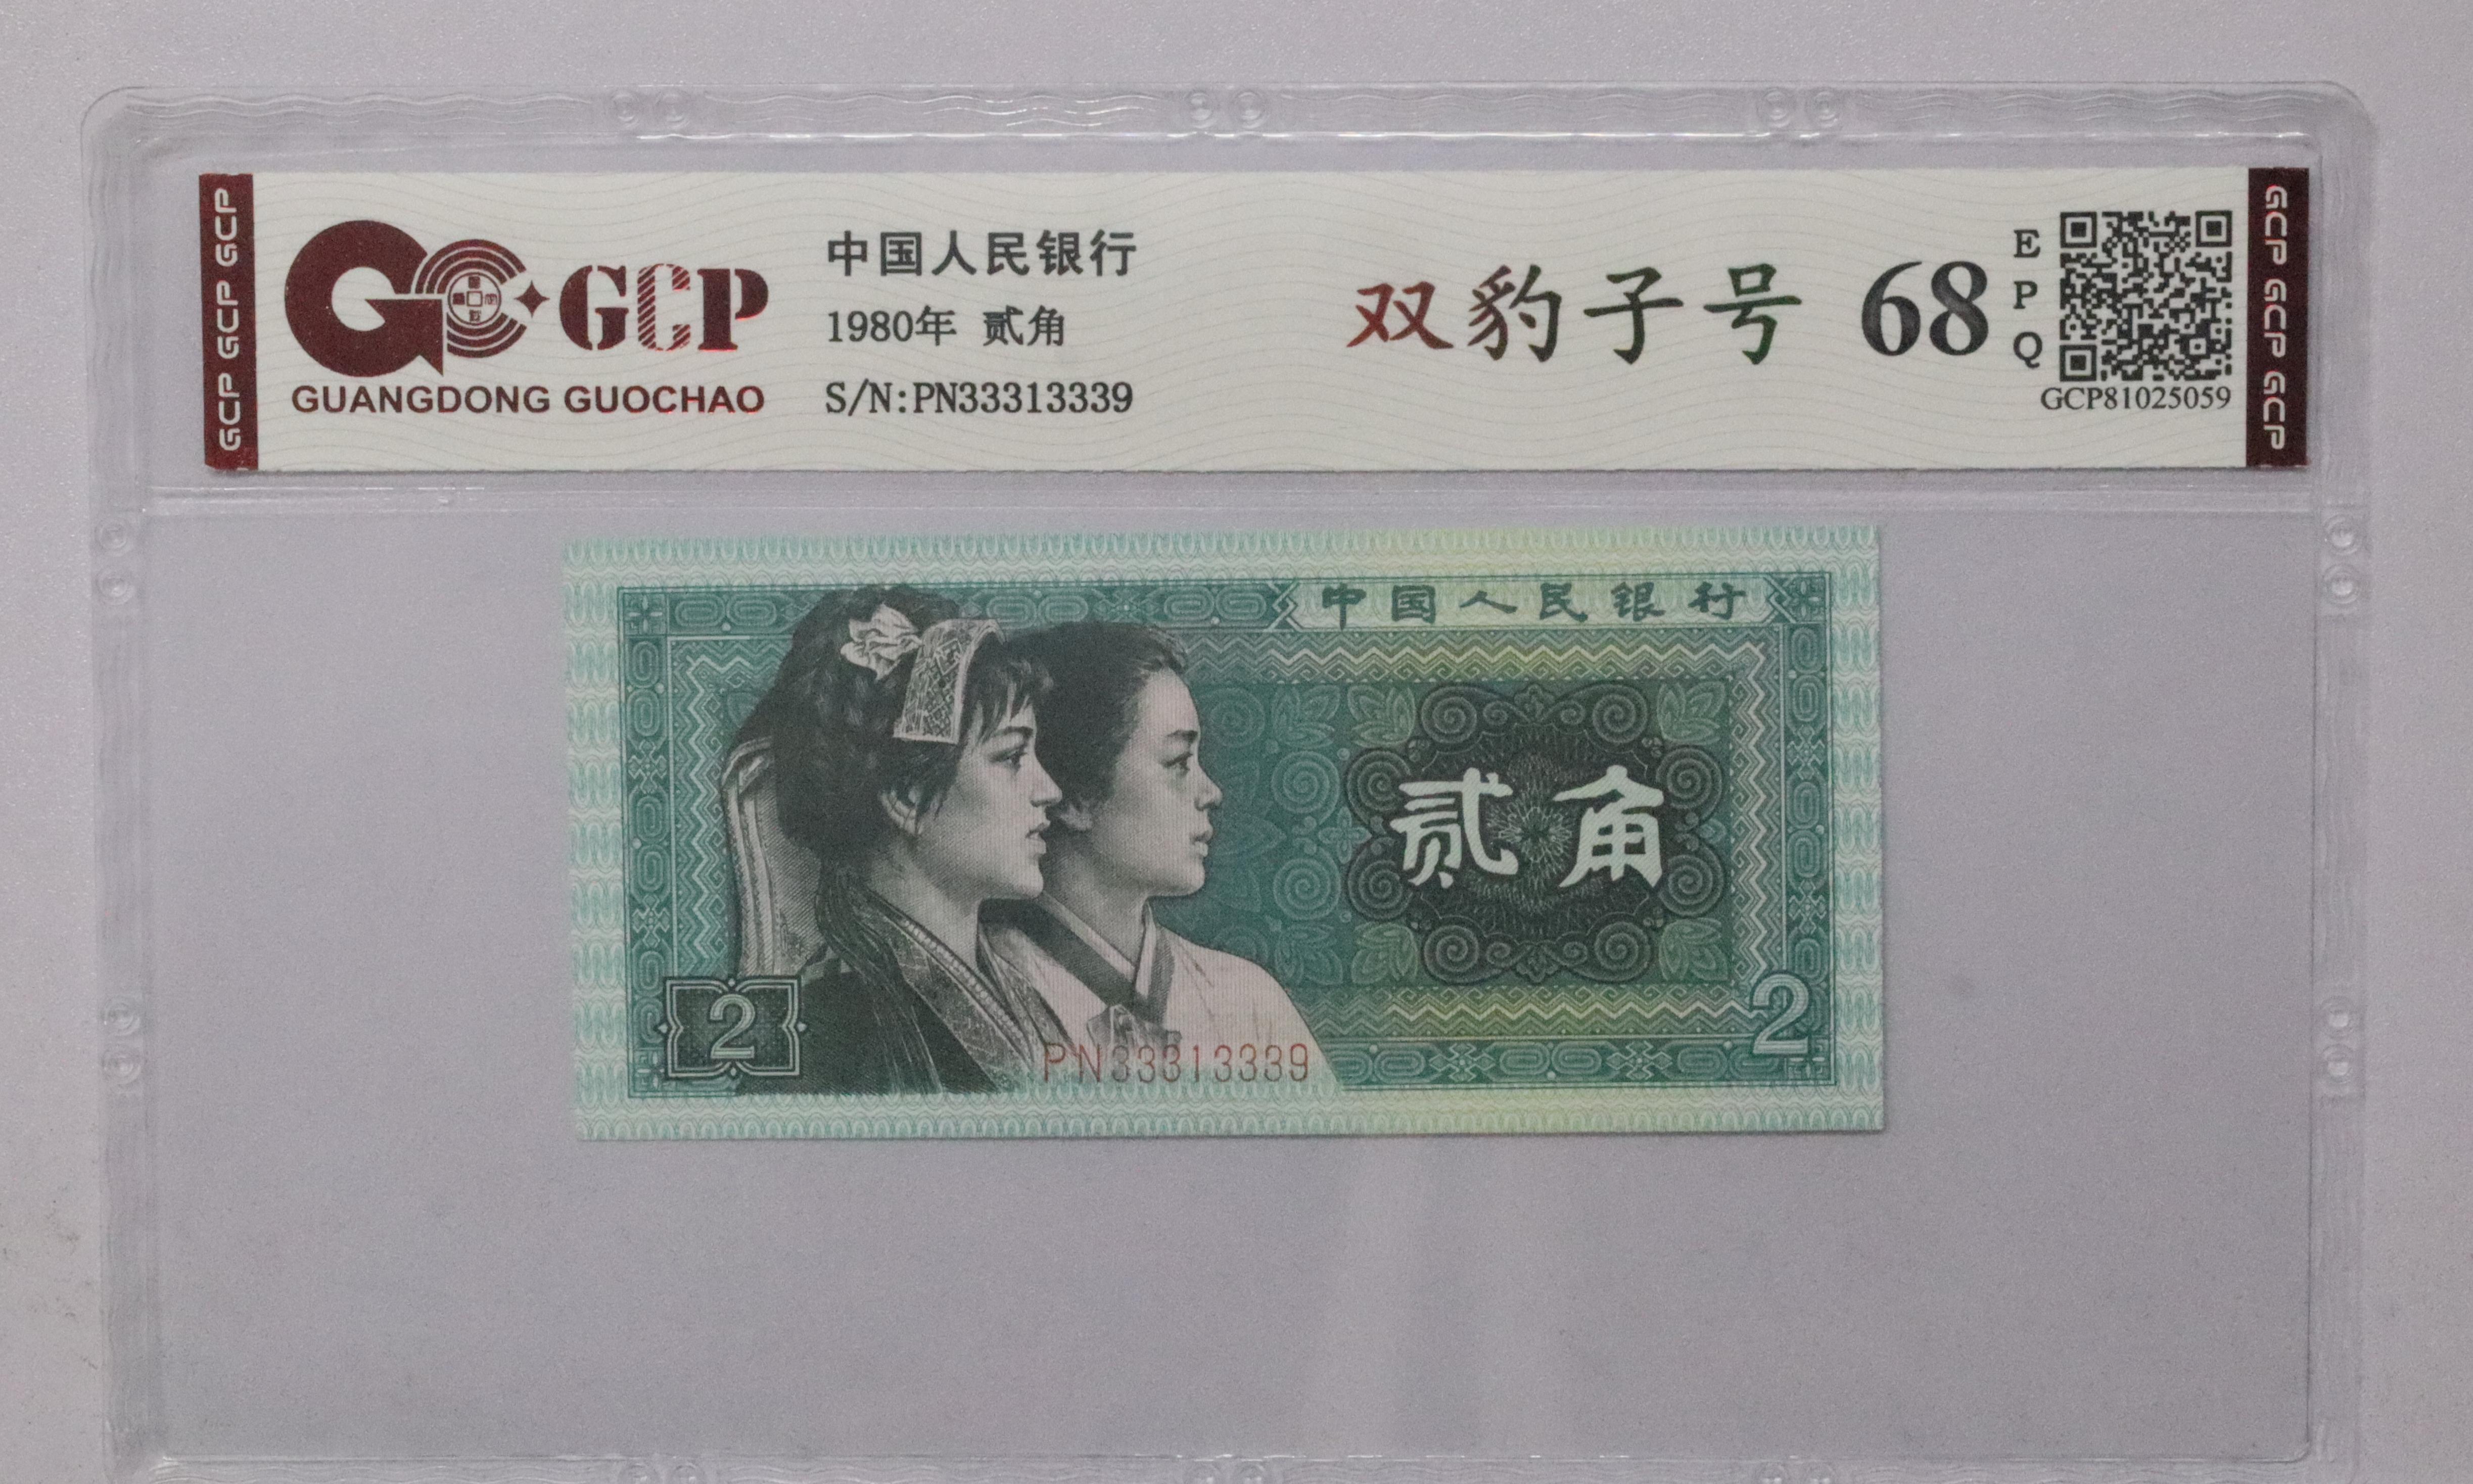 GCP GCP GCP
GCP
GUANGDONG GUOCHAO
中国人民银行
1980年 贰角
S/N:PN33313339
双豹子号 68
E
P
Q
GCP81025059
GCP GCP GCP
中国人民银行
贰角
2
2
PN33313339